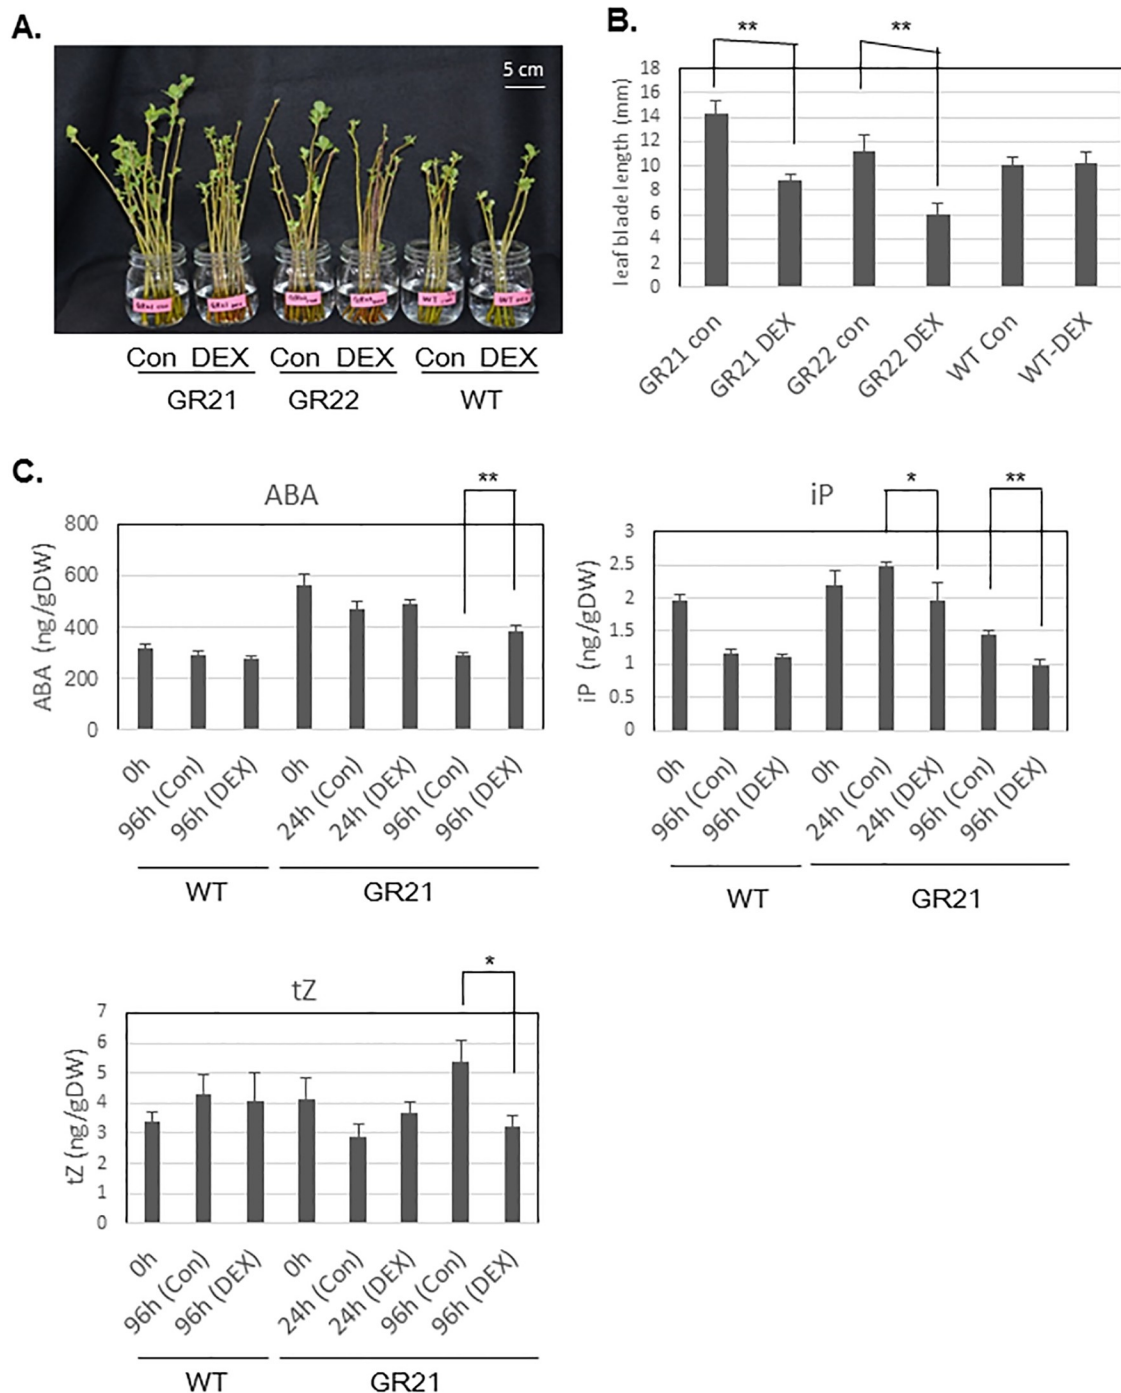 A.
5 cm
GR21 con
GR21
WT
WT
Con DEX Con DEX Con DEX
GR21 GR22 WT
B.
** **
leaf blade length (mm)
18
16
14
12
10
8
6
4
2
0
GR21 con
GR21 DEX
GR22 con
GR22 DEX
WT Con
WT-DEX
C.
ABA
**
ABA (ng/gDW)
800
600
400
200
0
0h
96h (Con)
96h (DEX)
0h
24h (Con)
24h (DEX)
96h (Con)
96h (DEX)
WT GR21
iP
* **
iP (ng/gDW)
3
2.5
2
1.5
1
0.5
0
0h
96h (Con)
96h (DEX)
0h
24h (Con)
24h (DEX)
96h (Con)
96h (DEX)
WT GR21
tZ
*
tZ (ng/gDW)
7
6
5
4
3
2
1
0
0h
96h (Con)
96h (DEX)
0h
24h (Con)
24h (DEX)
96h (Con)
96h (DEX)
WT GR21